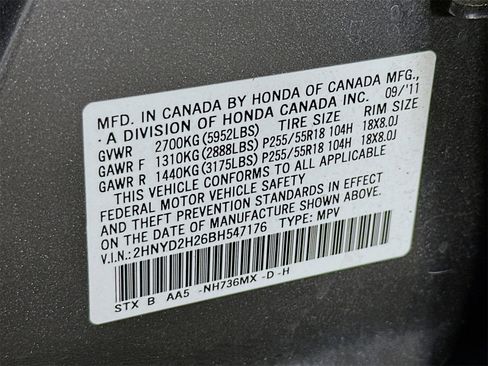 MFD. IN CANADA BY HONDA OF CANADA MFG.,
A DIVISION OF HONDA CANADA INC. 09/'11
GVWR 2700KG(5952LBS) TIRE SIZE RIM SIZE
GAWR F 1310KG(2888LBS) P255/55R18 104H 18X8.0J
GAWR R 1440KG(3175LBS) P255/55R18 104H 18X8.0J
THIS VEHICLE CONFORMS TO ALL APPLICABLE
FEDERAL MOTOR VEHICLE SAFETY
AND THEFT PREVENTION STANDARDS IN EFFECT
ON THE DATE OF MANUFACTURE SHOWN ABOVE.
V.I.N.: 2HNYD2H26BH547176 TYPE: MPV
STX B AA5 -NH736MX -D -H